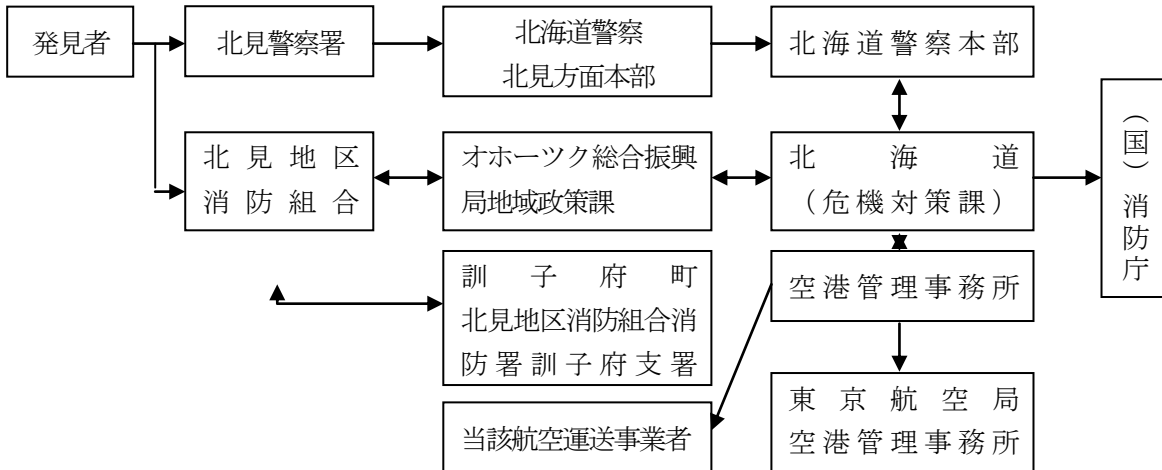 発見者
北見警察署
北海道警察
北見方面本部
北海道警察本部
北見地区
消防組合
オホーツク総合振興
局地域政策課
北海道
（危機対策課）
（国）消防庁
訓子府町
北見地区消防組合消
防署訓子府支署
空港管理事務所
当該航空運送事業者
東京航空局
空港管理事務所